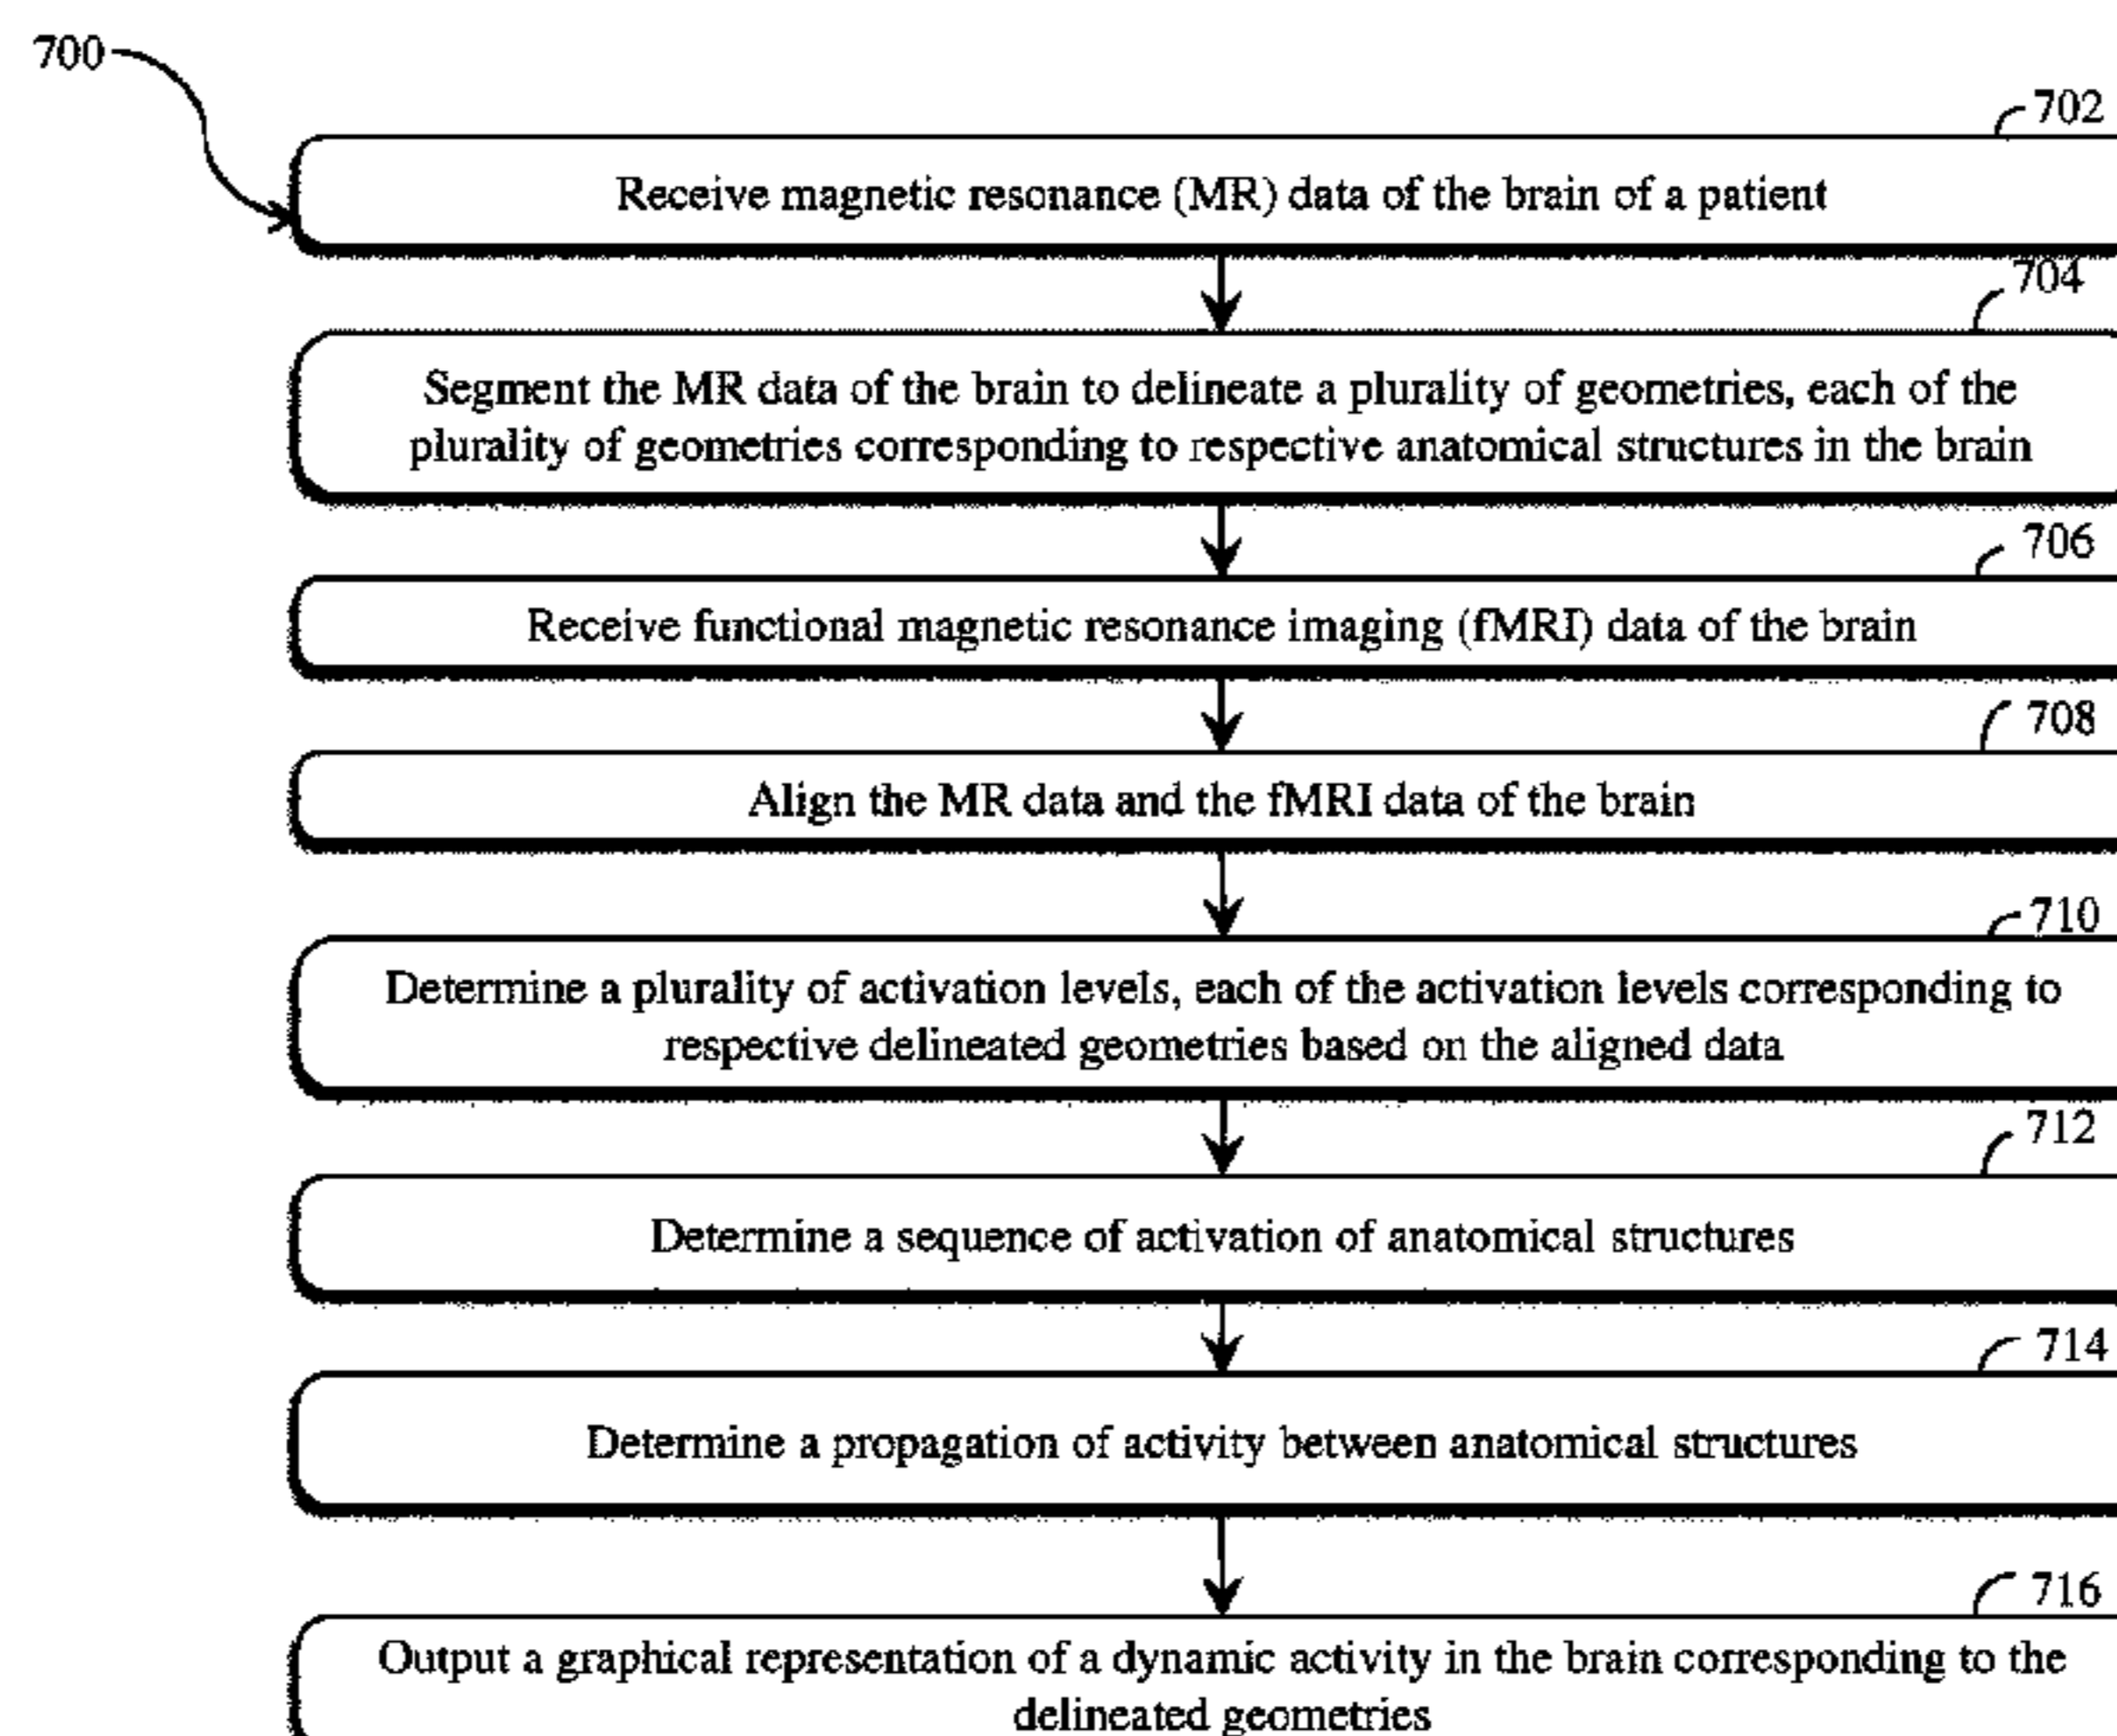 700
702
Receive magnetic resonance (MR) data of the brain of a patient
704
Segment the MR data of the brain to delineate a plurality of geometries, each of the
plurality of geometries corresponding to respective anatomical structures in the brain
706
Receive functional magnetic resonance imaging (fMRI) data of the brain
708
Align the MR data and the fMRI data of the brain
710
Determine a plurality of activation levels, each of the activation levels corresponding to
respective delineated geometries based on the aligned data
712
Determine a sequence of activation of anatomical structures
714
Determine a propagation of activity between anatomical structures
716
Output a graphical representation of a dynamic activity in the brain corresponding to the
delineated geometries